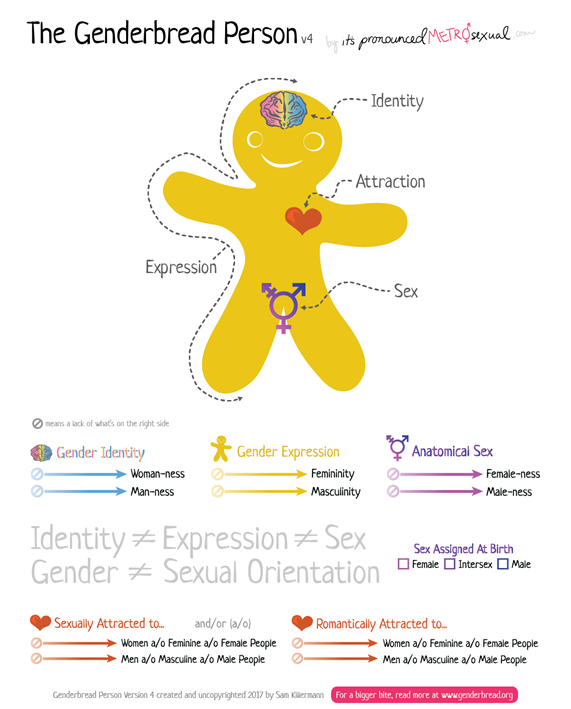 The Genderbread Person v4 by it's pronounced METROsexual.com
Identity
Attraction
Expression
Sex
means a lack of what's on the right side
Gender Identity
Woman-ness
Man-ness
Gender Expression
Femininity
Masculinity
Anatomical Sex
Female-ness
Male-ness
Identity ≠ Expression ≠ Sex
Gender ≠ Sexual Orientation
Sex Assigned At Birth
Female Intersex Male
Sexually Attracted to... and/or (a/o)
Women a/o Feminine a/o Female People
Men a/o Masculine a/o Male People
Romantically Attracted to...
Women a/o Feminine a/o Female People
Men a/o Masculine a/o Male People
Genderbread Person Version 4 created and uncopyrighted 2017 by Sam Killermann For a bigger bite, read more at www.genderbread.org